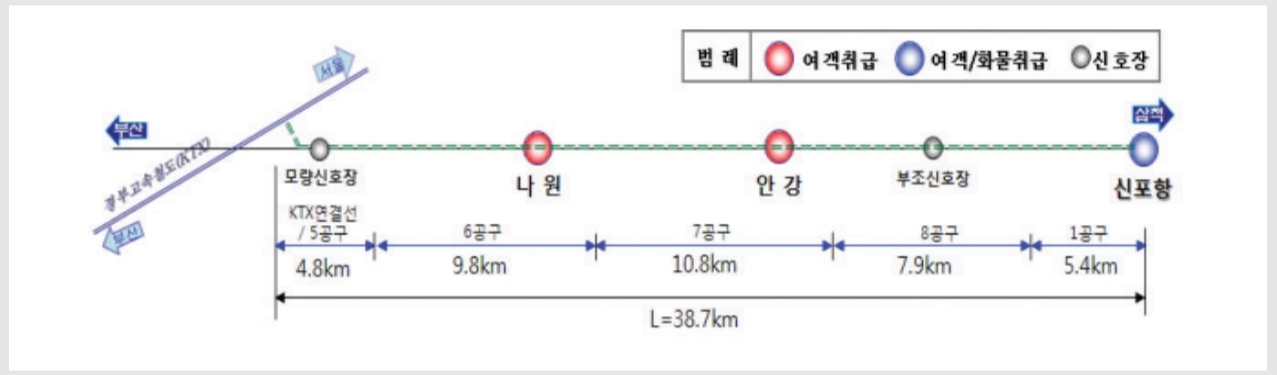 범 례 여객취급 여객/화물취급 신호장
서울
부산
삼척
경부고속철도(KTX)
부산
모량신호장 나 원 안 강 부조신호장 신포항
KTX연결선
/ 5공구 6공구 7공구 8공구 1공구
4.8km 9.8km 10.8km 7.9km 5.4km
L=38.7km